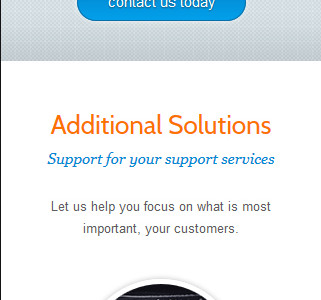 contact us today
Additional Solutions
Support for your support services
Let us help you focus on what is most
important, your customers.